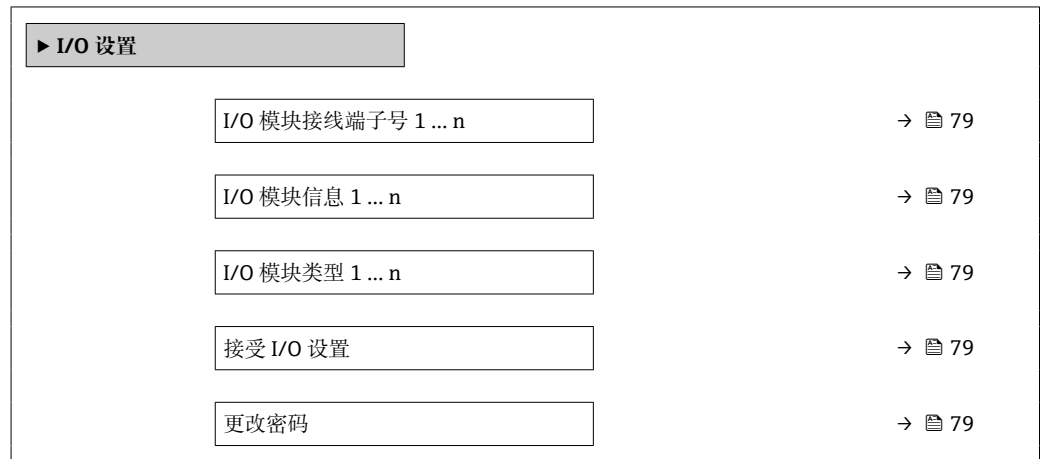 ▶ I/O 设置
I/O 模块接线端子号 1 ... n → 🖹 79
I/O 模块信息 1 ... n → 🖹 79
I/O 模块类型 1 ... n → 🖹 79
接受 I/O 设置 → 🖹 79
更改密码 → 🖹 79